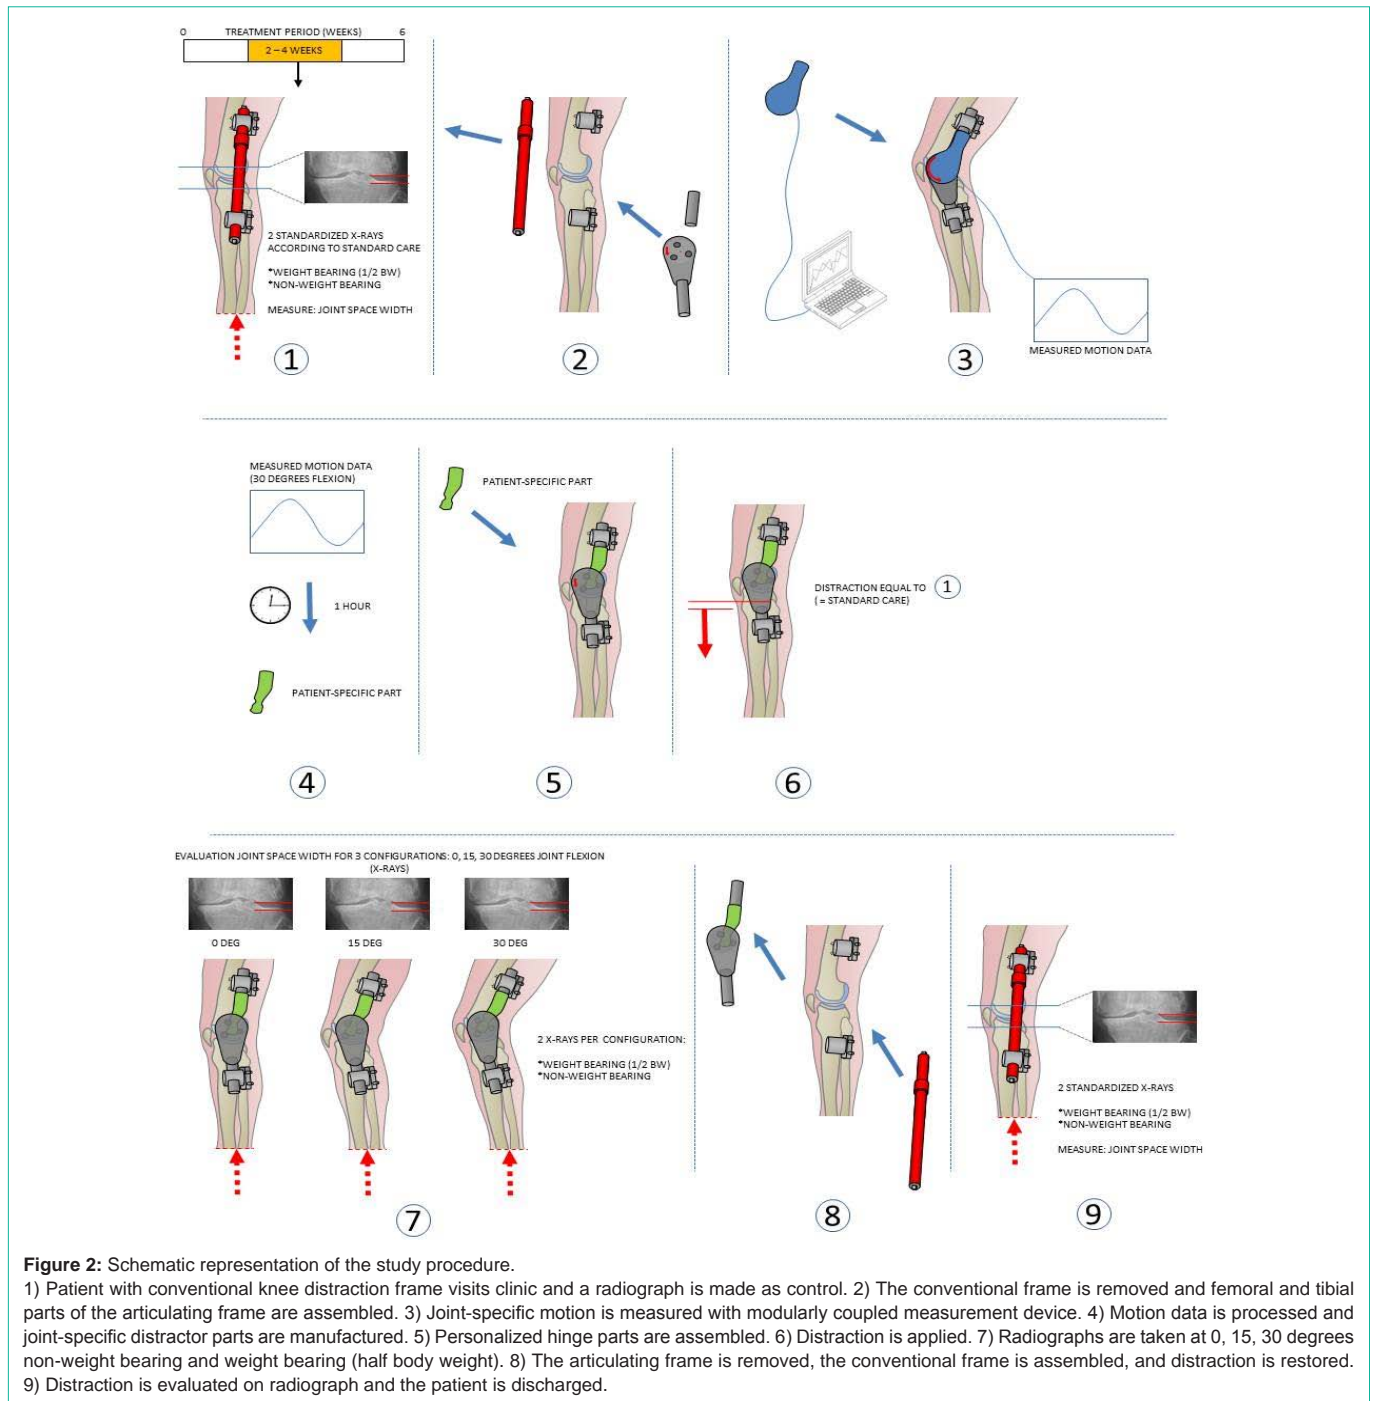 0 TREATMENT PERIOD (WEEKS) 6
2 – 4 WEEKS
2 STANDARDIZED X-RAYS
ACCORDING TO STANDARD CARE
*WEIGHT BEARING (1/2 BW)
*NON-WEIGHT BEARING
MEASURE: JOINT SPACE WIDTH
1
2
MEASURED MOTION DATA
3
MEASURED MOTION DATA
(30 DEGREES FLEXION)
1 HOUR
PATIENT-SPECIFIC PART
4
PATIENT-SPECIFIC PART
5
DISTRACTION EQUAL TO 1
( = STANDARD CARE)
6
EVALUATION JOINT SPACE WIDTH FOR 3 CONFIGURATIONS: 0, 15, 30 DEGREES JOINT FLEXION
(X-RAYS)
0 DEG 15 DEG 30 DEG
2 X-RAYS PER CONFIGURATION:
*WEIGHT BEARING (1/2 BW)
*NON-WEIGHT BEARING
7
8
2 STANDARDIZED X-RAYS
*WEIGHT BEARING (1/2 BW)
*NON-WEIGHT BEARING
MEASURE: JOINT SPACE WIDTH
9
Figure 2: Schematic representation of the study procedure.
1) Patient with conventional knee distraction frame visits clinic and a radiograph is made as control. 2) The conventional frame is removed and femoral and tibial
parts of the articulating frame are assembled. 3) Joint-specific motion is measured with modularly coupled measurement device. 4) Motion data is processed and
joint-specific distractor parts are manufactured. 5) Personalized hinge parts are assembled. 6) Distraction is applied. 7) Radiographs are taken at 0, 15, 30 degrees
non-weight bearing and weight bearing (half body weight). 8) The articulating frame is removed, the conventional frame is assembled, and distraction is restored.
9) Distraction is evaluated on radiograph and the patient is discharged.